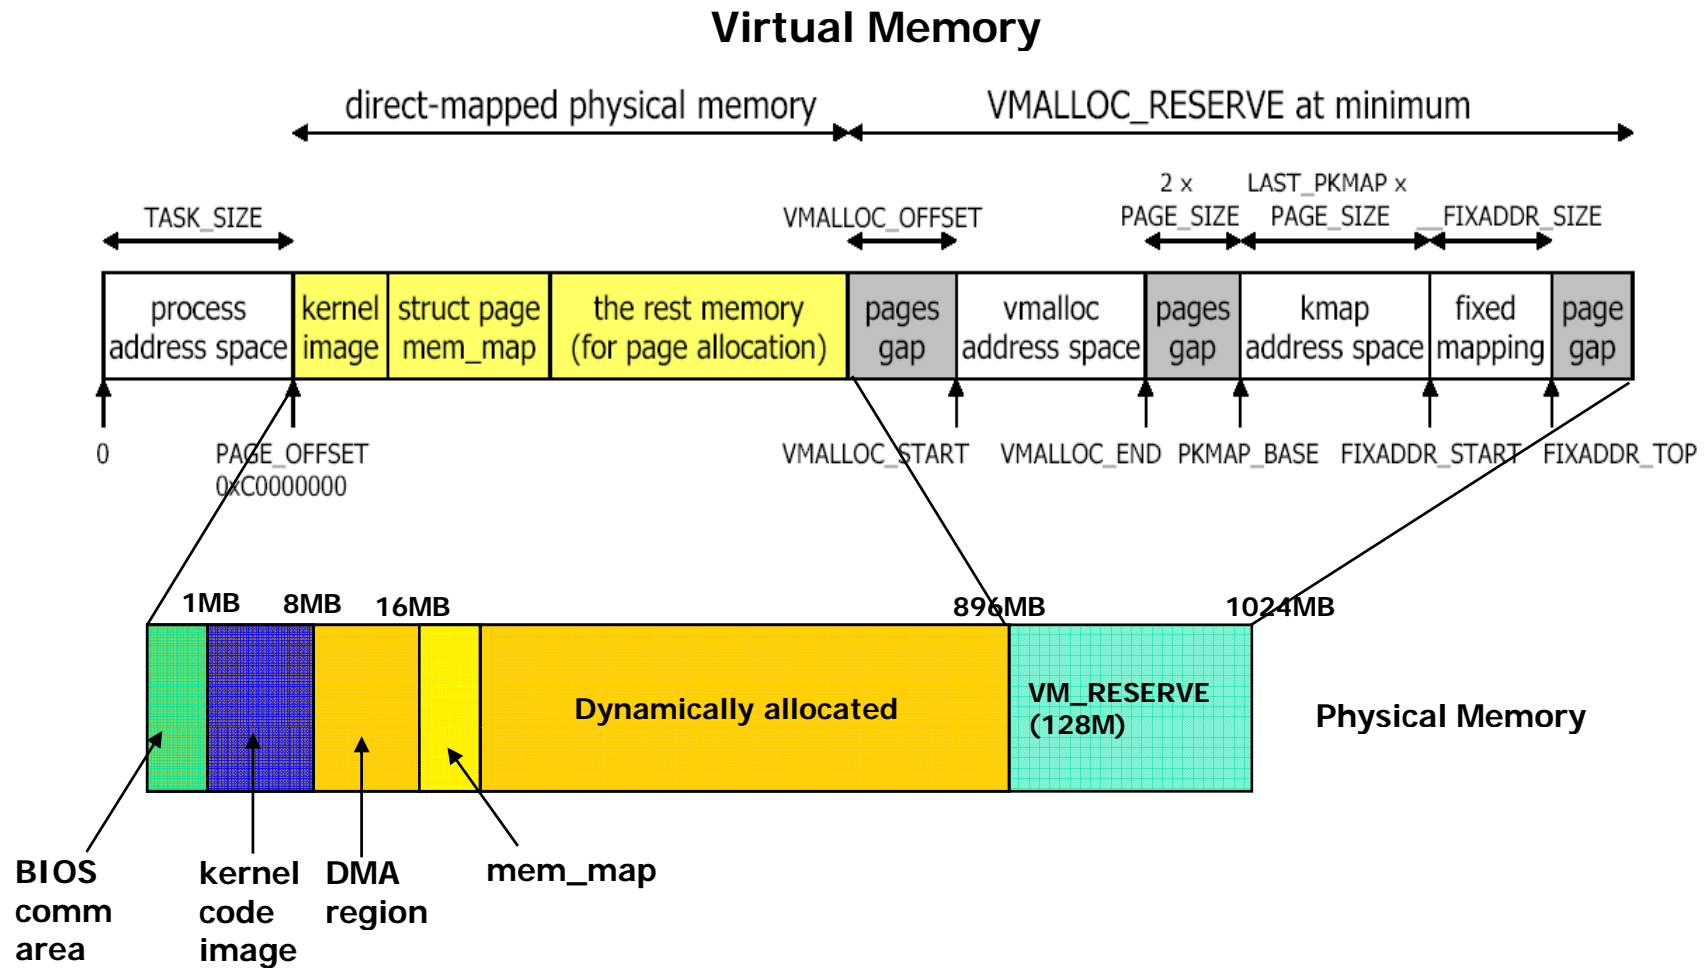 Virtual Memory
direct-mapped physical memory
VMALLOC_RESERVE at minimum
TASK_SIZE
VMALLOC_OFFSET
2 x
PAGE_SIZE
LAST_PKMAP x
PAGE_SIZE
__FIXADDR_SIZE
process
address space
kernel
image
struct page
mem_map
the rest memory
(for page allocation)
pages
gap
vmalloc
address space
pages
gap
kmap
address space
fixed
mapping
page
gap
0
PAGE_OFFSET
0xC0000000
VMALLOC_START
VMALLOC_END
PKMAP_BASE
FIXADDR_START
FIXADDR_TOP
1MB
8MB
16MB
896MB
1024MB
Dynamically allocated
VM_RESERVE
(128M)
Physical Memory
BIOS
comm
area
kernel
code
image
DMA
region
mem_map